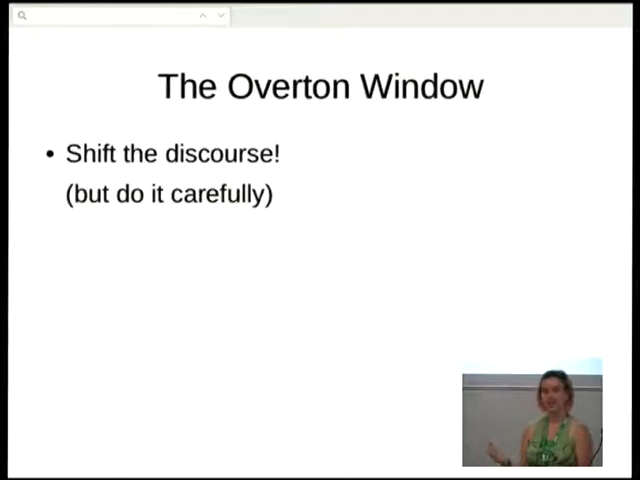 The Overton Window
• Shift the discourse!
(but do it carefully)